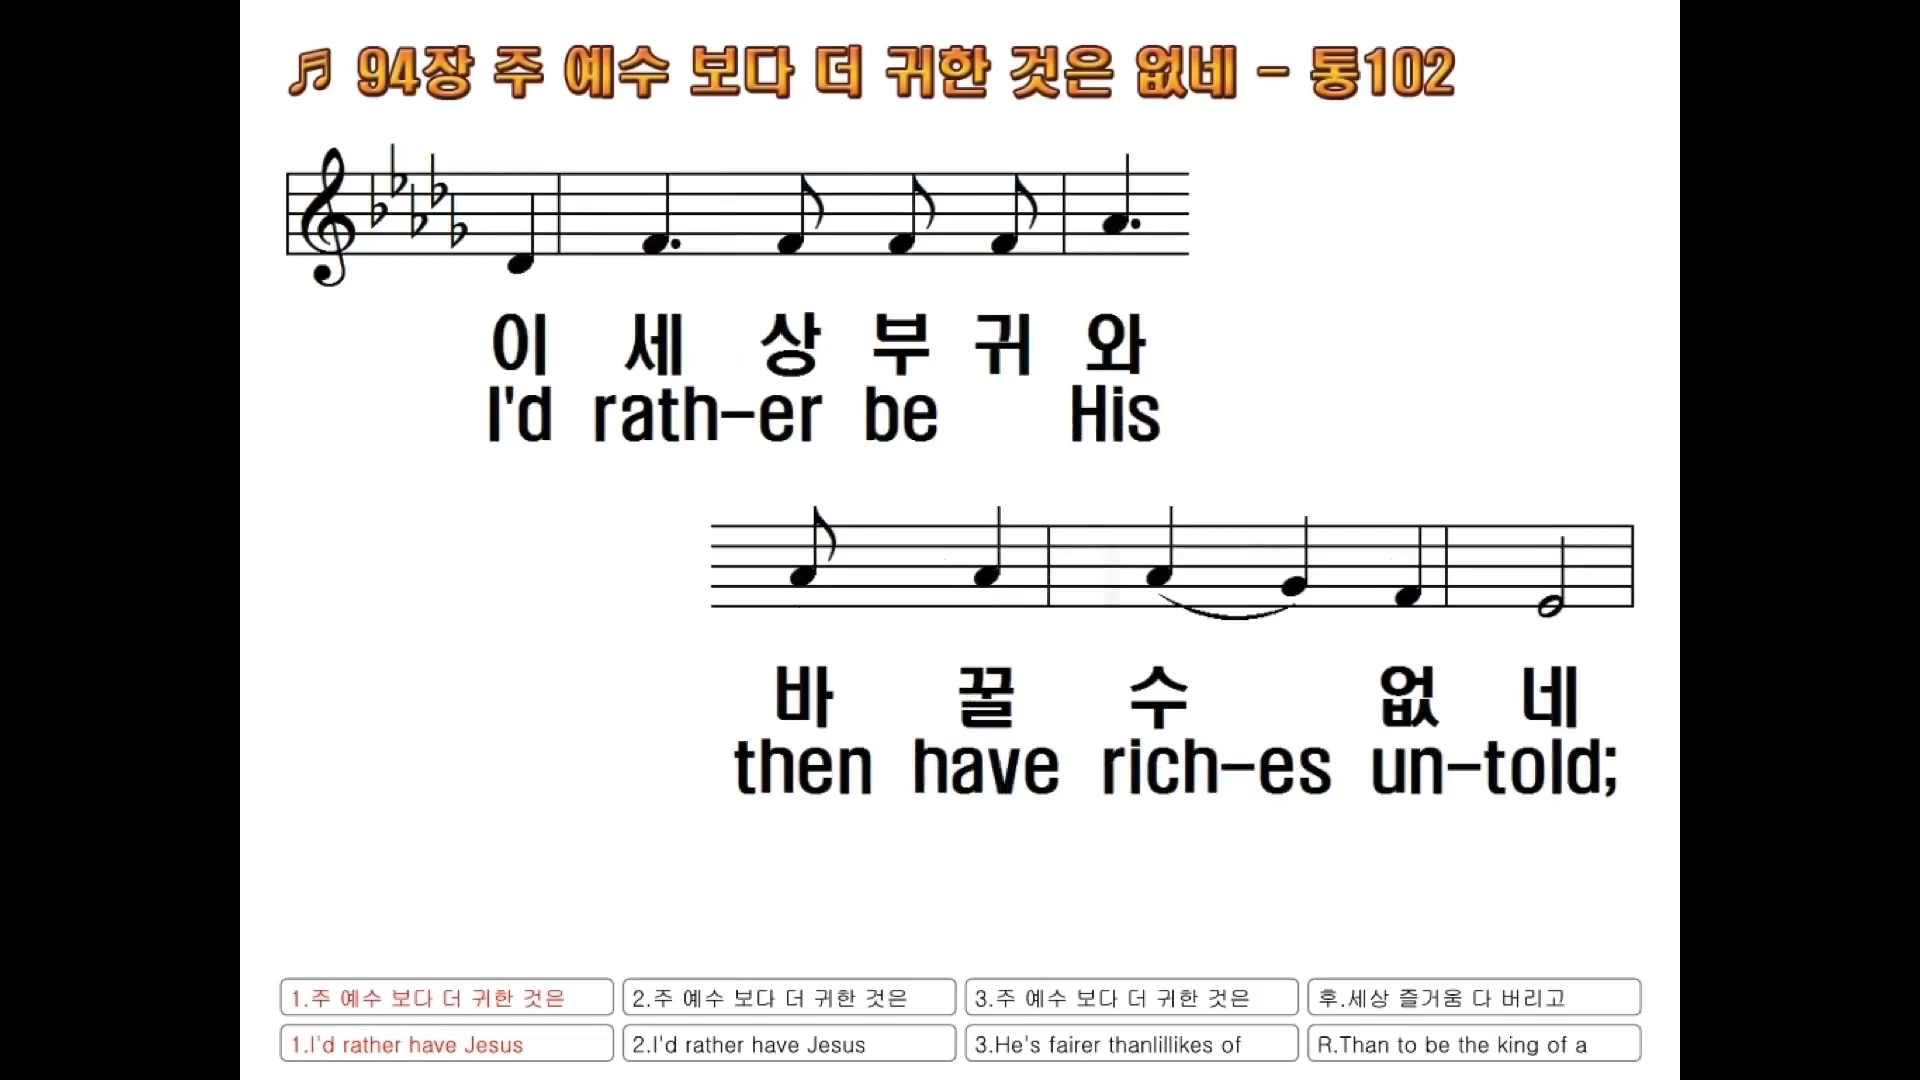 ♬ 94장 주 예수 보다 더 귀한 것은 없네 - 통102
이 세 상 부 귀 와
I'd rath-er be His
바 꿀 수 없 네
then have rich-es un-told;
1.주 예수 보다 더 귀한 것은
2.주 예수 보다 더 귀한 것은
3.주 예수 보다 더 귀한 것은
후.세상 즐거움 다 버리고
1.I'd rather have Jesus
2.I'd rather have Jesus
3.He's fairer thanlillikes of
R.Than to be the king of a